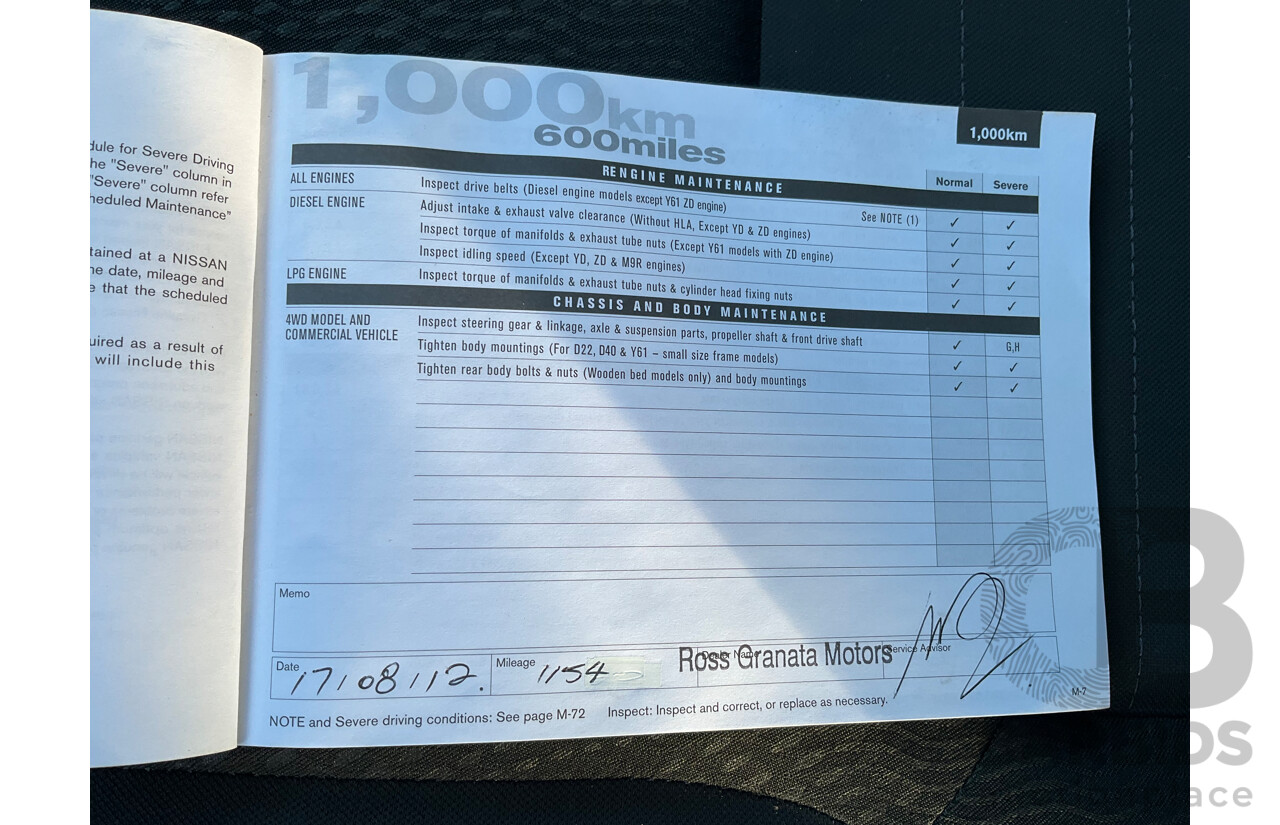 dule for Severe Driving
he "Severe" column in
"Severe" column refer
heduled Maintenance"
tained at a NISSAN
he date, mileage and
e that the scheduled
uired as a result of
will include this
1,000km
600miles
1,000km
RENGINE MAINTENANCE
Normal Severe
ALL ENGINES Inspect drive belts (Diesel engine models except Y61 ZD engine) See NOTE (1) ✓ ✓
DIESEL ENGINE Adjust intake & exhaust valve clearance (Without HLA, Except YD & ZD engines) ✓ ✓
Inspect torque of manifolds & exhaust tube nuts (Except Y61 models with ZD engine) ✓ ✓
Inspect idling speed (Except YD, ZD & M9R engines) ✓ ✓
LPG ENGINE Inspect torque of manifolds & exhaust tube nuts & cylinder head fixing nuts ✓ ✓
CHASSIS AND BODY MAINTENANCE
4WD MODEL AND
COMMERCIAL VEHICLE
Inspect steering gear & linkage, axle & suspension parts, propeller shaft & front drive shaft ✓ G,H
Tighten body mountings (For D22, D40 & Y61 – small size frame models) ✓ ✓
Tighten rear body bolts & nuts (Wooden bed models only) and body mountings ✓ ✓
Memo
Date 17/08/12. Mileage 1154 Dealer Name Service Advisor
Ross Granata Motors
NOTE and Severe driving conditions: See page M-72 Inspect: Inspect and correct, or replace as necessary.
M-7